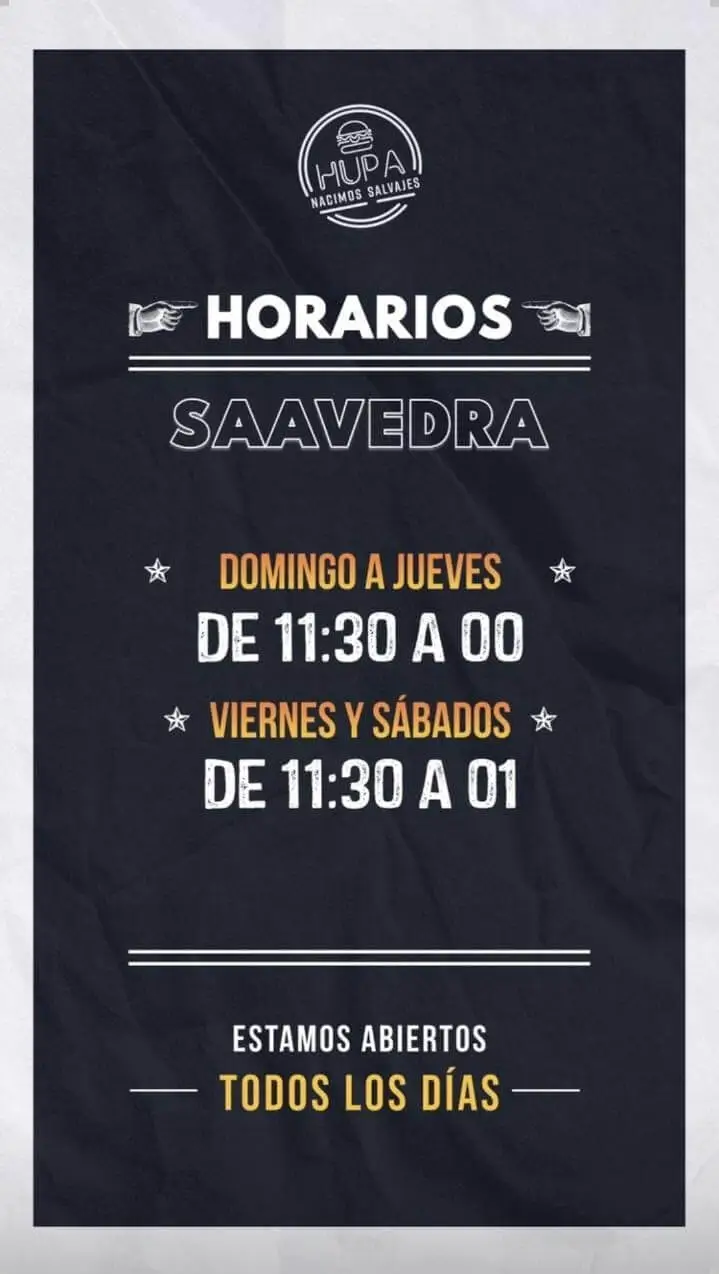 HUPA
NACIMOS SALVAJES
HORARIOS
SAAVEDRA
DOMINGO A JUEVES
DE 11:30 A 00
VIERNES Y SÁBADOS
DE 11:30 A 01
ESTAMOS ABIERTOS
TODOS LOS DÍAS